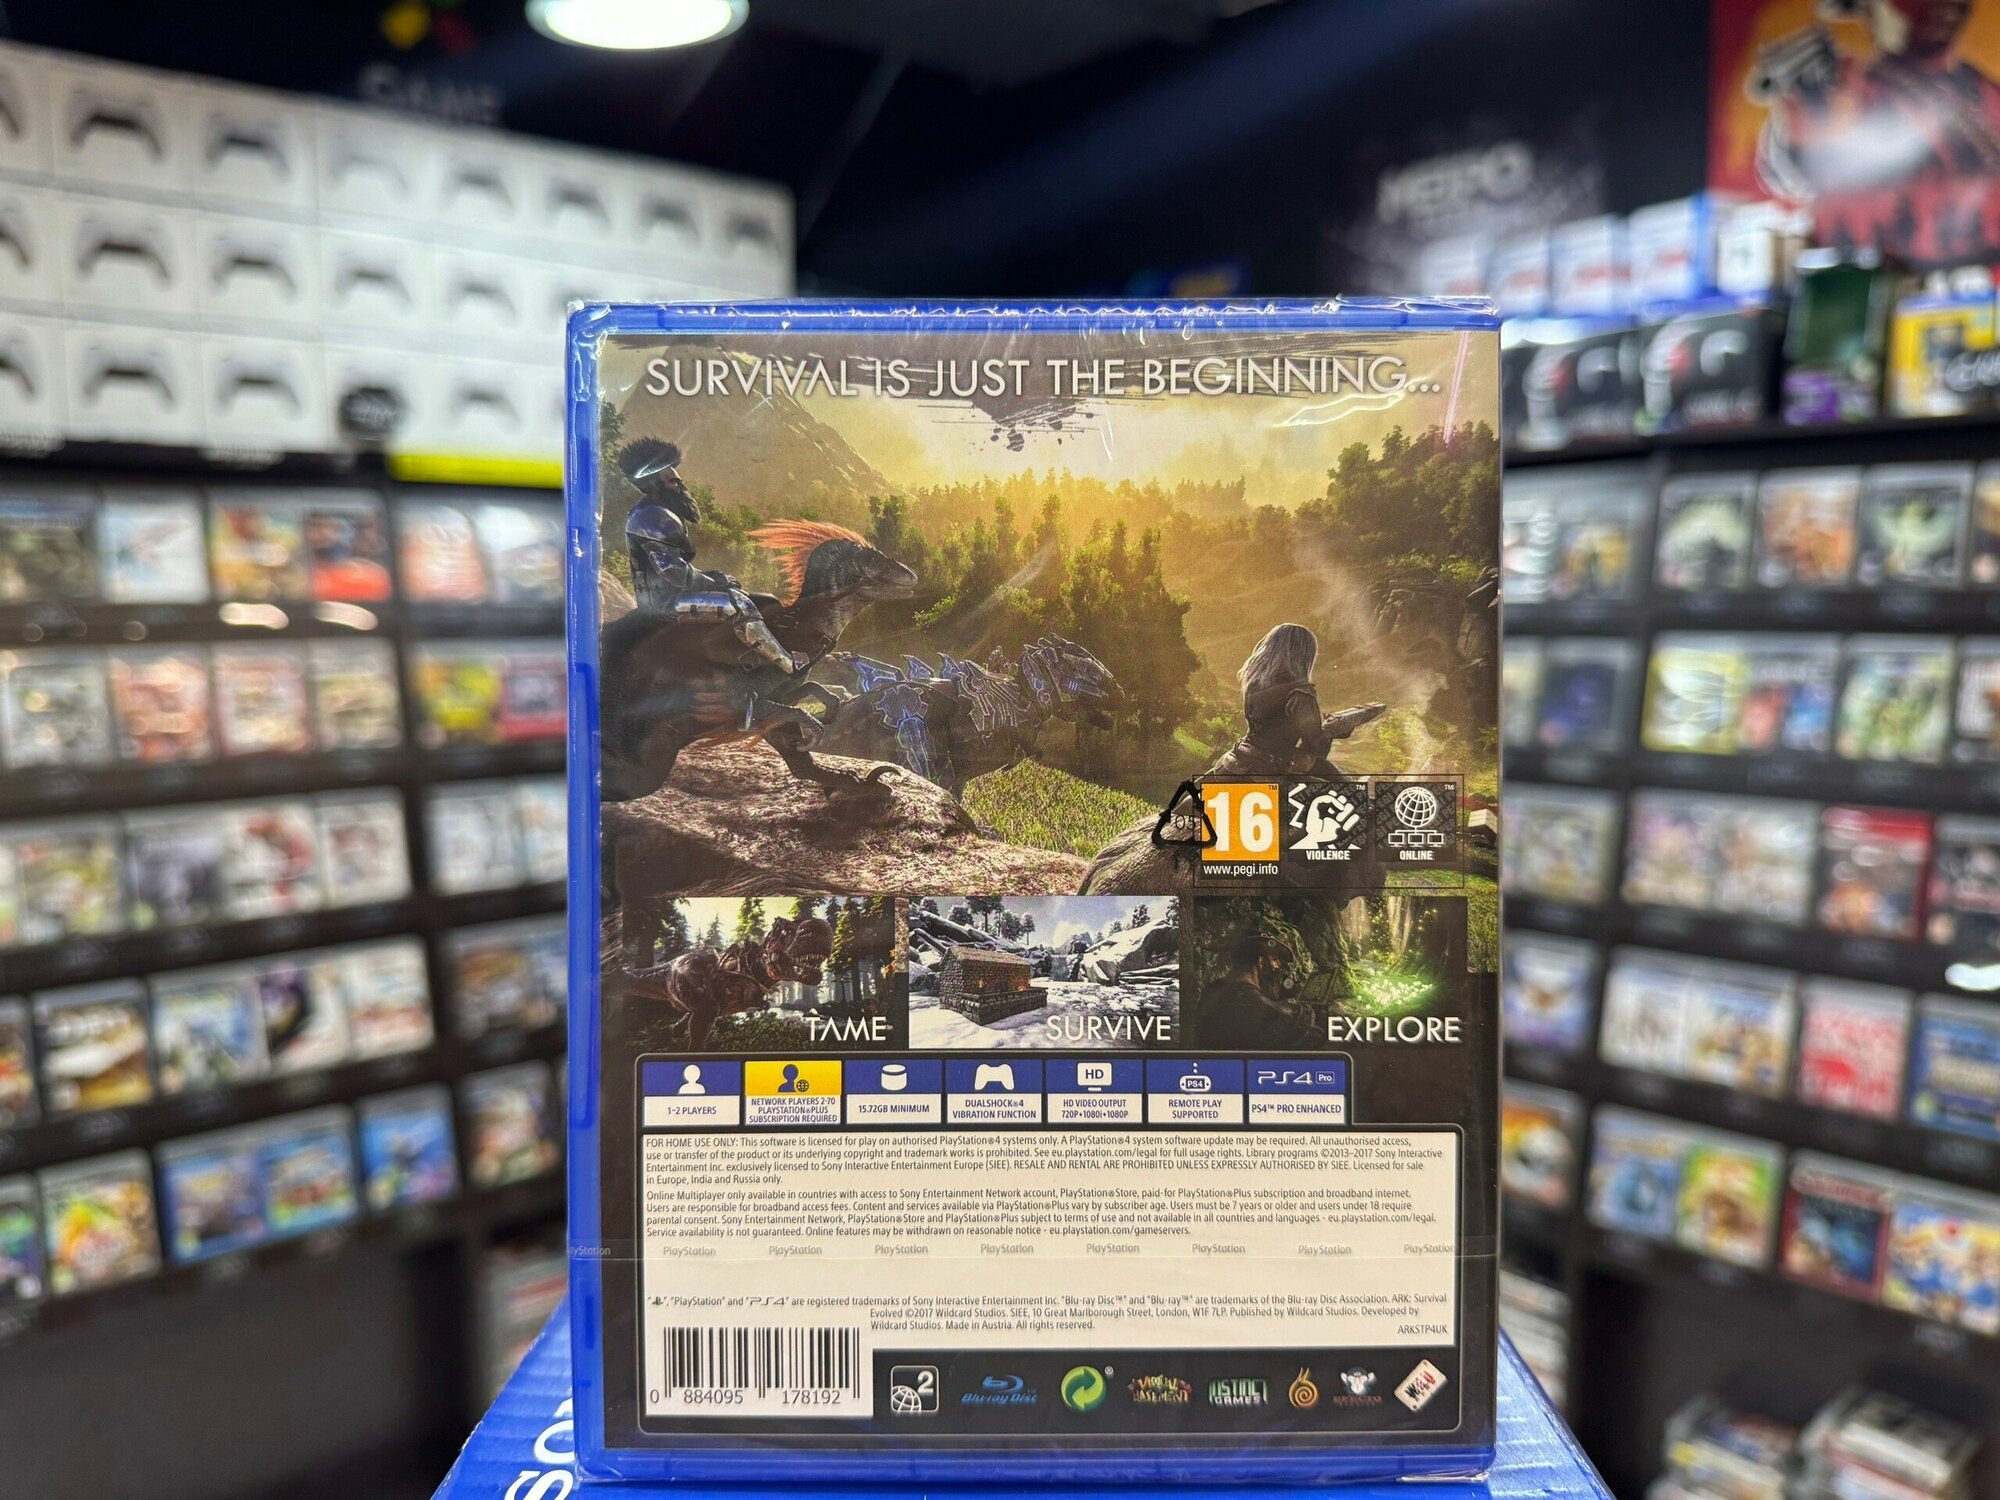 SURVIVAL IS JUST THE BEGINNING...
16
www.pegi.info
VIOLENCE
ONLINE
TAME
SURVIVE
EXPLORE
1-2 PLAYERS
NETWORK PLAYERS 2-70
PLAYSTATION®PLUS
SUBSCRIPTION REQUIRED
15.72GB MINIMUM
DUALSHOCK®4
VIBRATION FUNCTION
HD
HD VIDEO OUTPUT
720P•1080i•1080P
PS4
REMOTE PLAY
SUPPORTED
PS4 Pro
PS4™ PRO ENHANCED
FOR HOME USE ONLY: This software is licensed for play on authorised PlayStation®4 systems only. A PlayStation®4 system software update may be required. All unauthorised access,
use or transfer of the product or its underlying copyright and trademark works is prohibited. See eu.playstation.com/legal for full usage rights. Library programs ©2013-2017 Sony Interactive
Entertainment Inc. exclusively licensed to Sony Interactive Entertainment Europe (SIEE). RESALE AND RENTAL ARE PROHIBITED UNLESS EXPRESSLY AUTHORISED BY SIEE. Licensed for sale
in Europe, India and Russia only.
Online Multiplayer only available in countries with access to Sony Entertainment Network account, PlayStation®Store, paid-for PlayStation®Plus subscription and broadband internet.
Users are responsible for broadband access fees. Content and services available via PlayStation®Plus vary by subscriber age. Users must be 7 years or older and users under 18 require
parental consent. Sony Entertainment Network, PlayStation®Store and PlayStation®Plus subject to terms of use and not available in all countries and languages - eu.playstation.com/legal.
Service availability is not guaranteed. Online features may be withdrawn on reasonable notice - eu.playstation.com/gameservers.
PlayStation PlayStation PlayStation PlayStation PlayStation PlayStation PlayStation PlayStation
", "PlayStation" and "PS4" are registered trademarks of Sony Interactive Entertainment Inc. "Blu-ray Disc™" and "Blu-ray™" are trademarks of the Blu-ray Disc Association. ARK: Survival
Evolved ©2017 Wildcard Studios. SIEE, 10 Great Marlborough Street, London, W1F 7LP. Published by Wildcard Studios. Developed by
Wildcard Studios. Made in Austria. All rights reserved.
ARKSTP4UK
0 884095 178192
2
Blu-ray Disc
VIRTUAL
BASEMENT
INSTINCT
GAMES
WILD